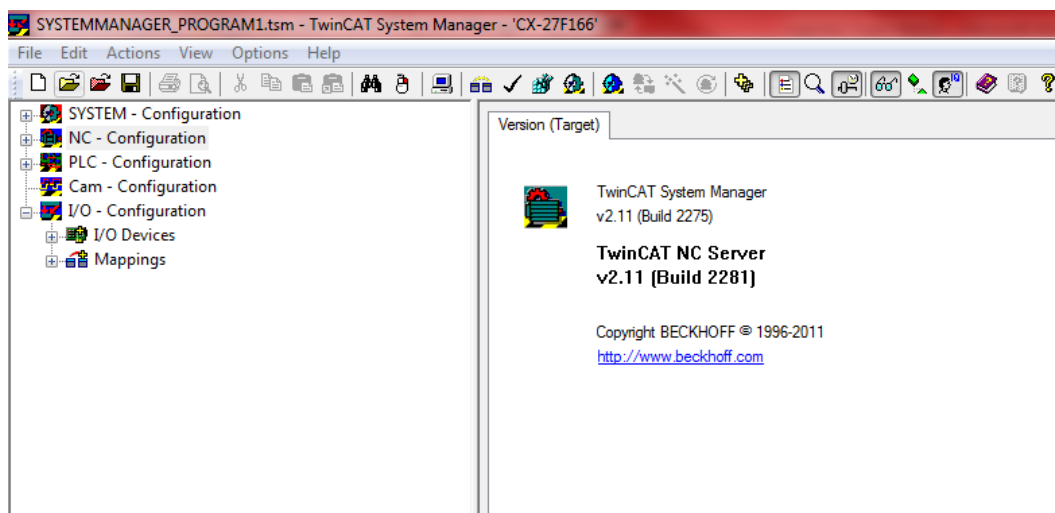 SYSTEMMANAGER_PROGRAM1.tsm - TwinCAT System Manager - 'CX-27F166'
File Edit Actions View Options Help
SYSTEM - Configuration
NC - Configuration
PLC - Configuration
Cam - Configuration
I/O - Configuration
I/O Devices
Mappings
Version (Target)
TwinCAT System Manager
v2.11 (Build 2275)
TwinCAT NC Server
v2.11 (Build 2281)
Copyright BECKHOFF © 1996-2011
http://www.beckhoff.com